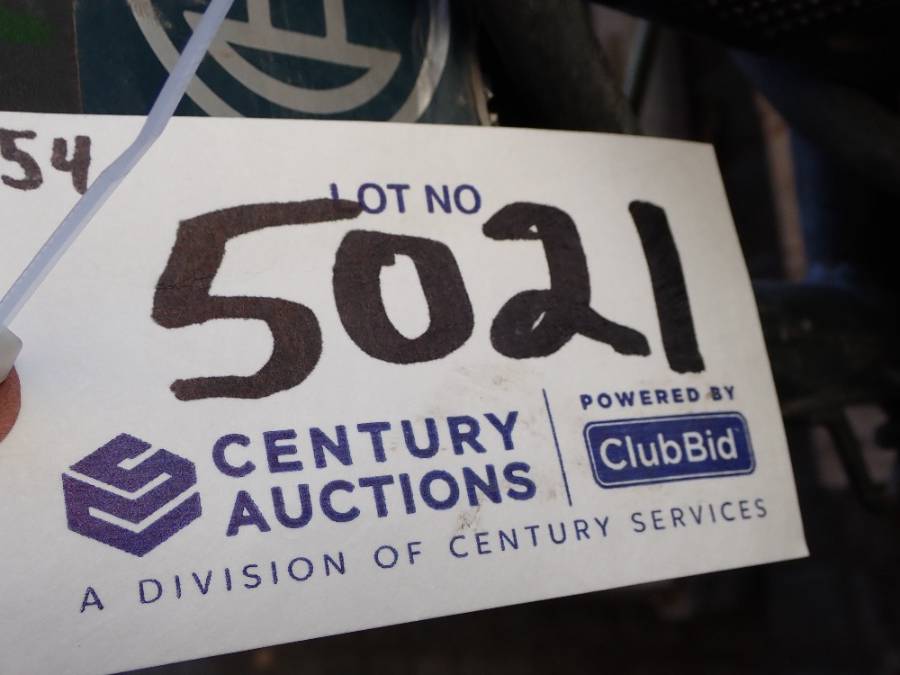 54
LOT NO
5021
CENTURY
AUCTIONS
POWERED BY
ClubBid
A DIVISION OF CENTURY SERVICES